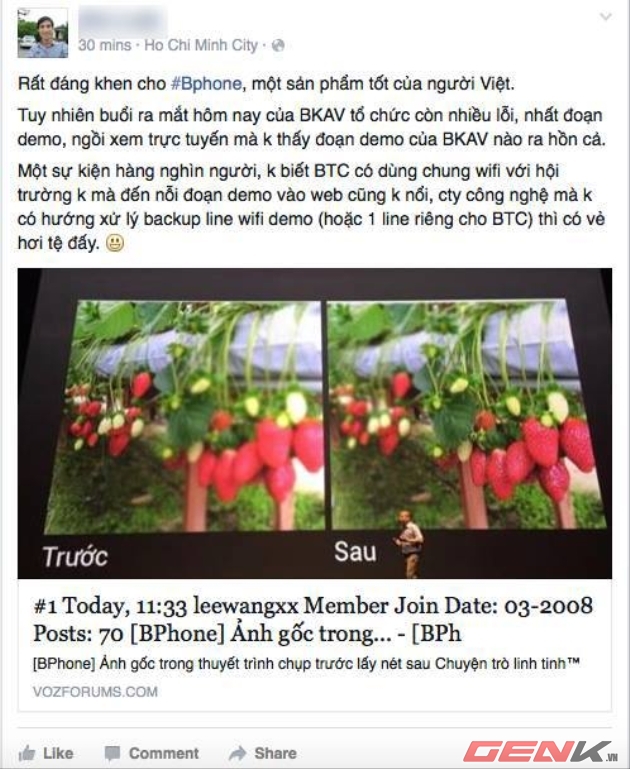 30 mins · Ho Chi Minh City ·
Rất đáng khen cho #Bphone, một sản phẩm tốt của người Việt.
Tuy nhiên buổi ra mắt hôm nay của BKAV tổ chức còn nhiều lỗi, nhất đoạn
demo, ngồi xem trực tuyến mà k thấy đoạn demo của BKAV nào ra hồn cả.
Một sự kiện hàng nghìn người, k biết BTC có dùng chung wifi với hội
trường k mà đến nỗi đoạn demo vào web cũng k nổi, cty công nghệ mà k
có hướng xử lý backup line wifi demo (hoặc 1 line riêng cho BTC) thì có vẻ
hơi tệ đấy.
Trước
Sau
#1 Today, 11:33 leewangxx Member Join Date: 03-2008
Posts: 70 [BPhone] Ảnh gốc trong... - [BPh
[BPhone] Ảnh gốc trong thuyết trình chụp trước lấy nét sau Chuyện trò linh tinh™
VOZFORUMS.COM
Like Comment Share
GENK.VN